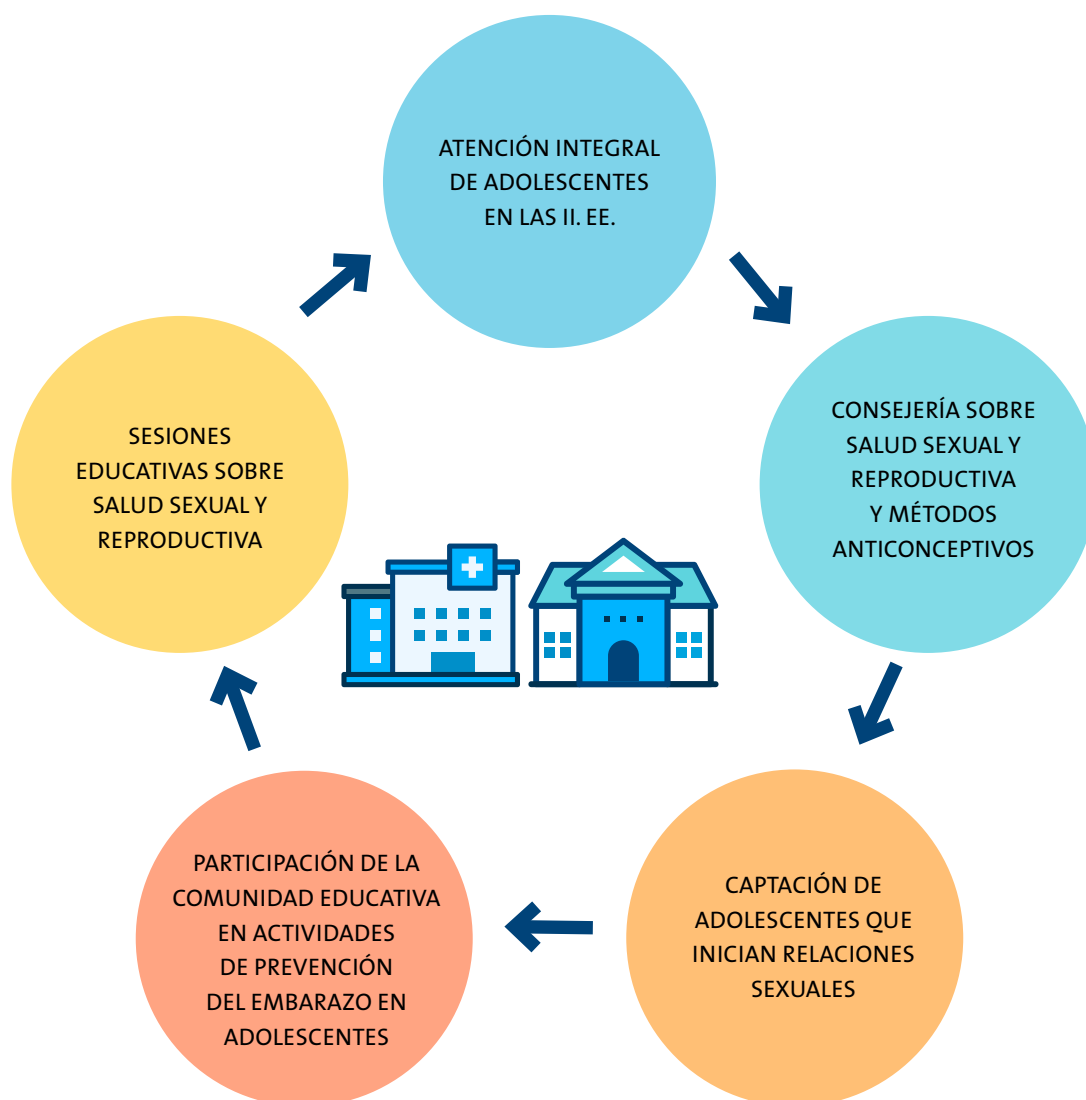 ATENCIÓN INTEGRAL
DE ADOLESCENTES
EN LAS II. EE.
CONSEJERÍA SOBRE
SALUD SEXUAL Y
REPRODUCTIVA
Y MÉTODOS
ANTICONCEPTIVOS
CAPTACIÓN DE
ADOLESCENTES QUE
INICIAN RELACIONES
SEXUALES
PARTICIPACIÓN DE LA
COMUNIDAD EDUCATIVA
EN ACTIVIDADES
DE PREVENCIÓN
DEL EMBARAZO EN
ADOLESCENTES
SESIONES
EDUCATIVAS SOBRE
SALUD SEXUAL Y
REPRODUCTIVA